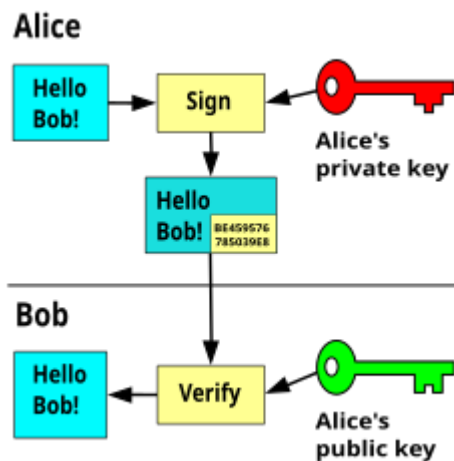 Alice
Hello
Bob!
Sign
Alice's
private key
Hello
Bob!
BE459576
785039E8
Bob
Hello
Bob!
Verify
Alice's
public key